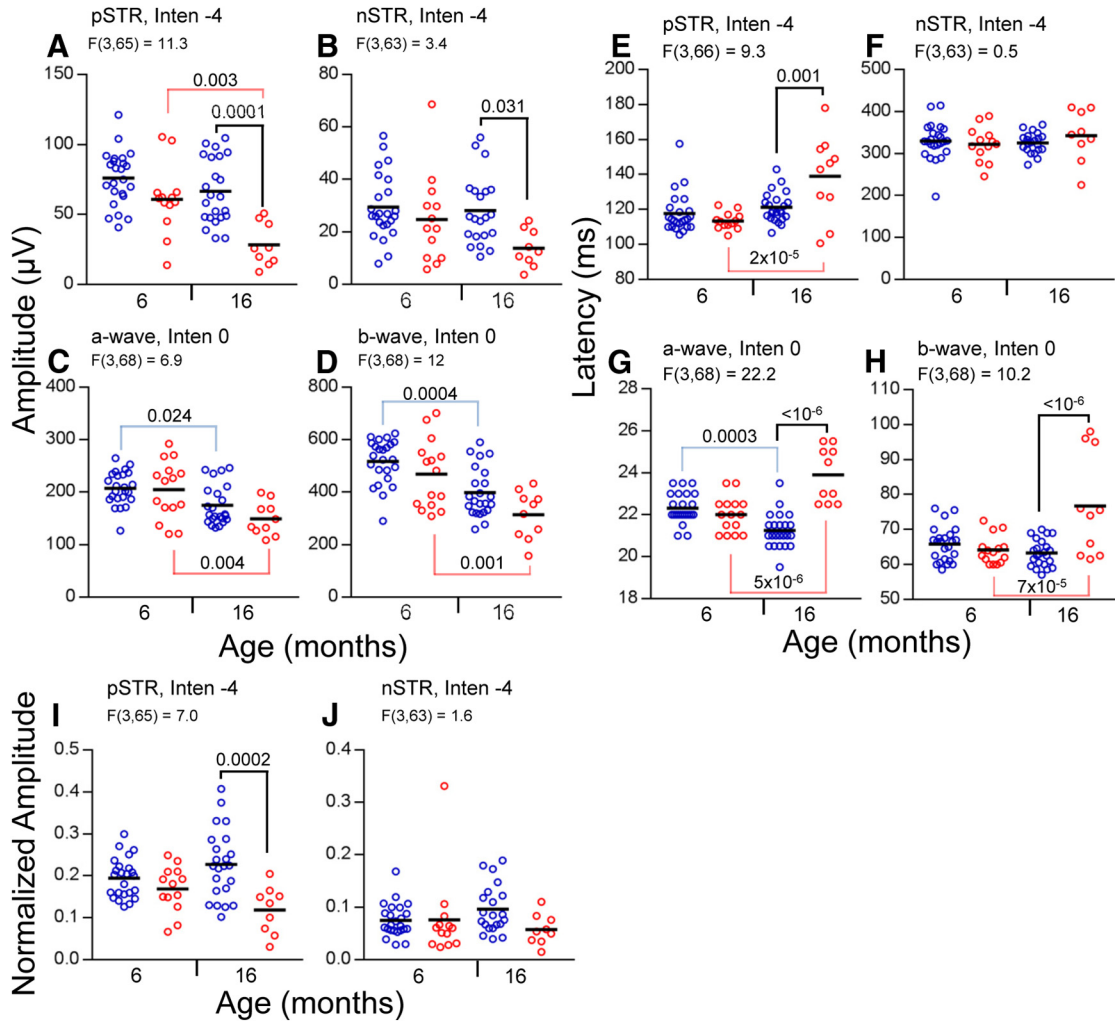 pSTR, Inten -4
A
F(3,65) = 11.3
150
100
50
0
0.003
0.0001
6
16
nSTR, Inten -4
B
F(3,63) = 3.4
80
60
40
20
0
0.031
6
16
Amplitude (µV)
a-wave, Inten 0
C
F(3,68) = 6.9
400
300
200
100
0
0.024
0.004
6
16
b-wave, Inten 0
D
F(3,68) = 12
800
600
400
200
0
0.0004
0.001
6
16
Age (months)
pSTR, Inten -4
E
F(3,66) = 9.3
200
180
160
140
120
100
80
0.001
2x10-5
6
16
nSTR, Inten -4
F
F(3,63) = 0.5
500
400
300
200
100
0
6
16
Latency (ms)
a-wave, Inten 0
G
F(3,68) = 22.2
28
26
24
22
20
18
0.0003
<10-6
5x10-6
6
16
b-wave, Inten 0
H
F(3,68) = 10.2
110
100
90
80
70
60
50
<10-6
7x10-5
6
16
Age (months)
pSTR, Inten -4
I
F(3,65) = 7.0
0.5
0.4
0.3
0.2
0.1
0.0
0.0002
6
16
nSTR, Inten -4
J
F(3,63) = 1.6
0.4
0.3
0.2
0.1
0.0
6
16
Normalized Amplitude
Age (months)